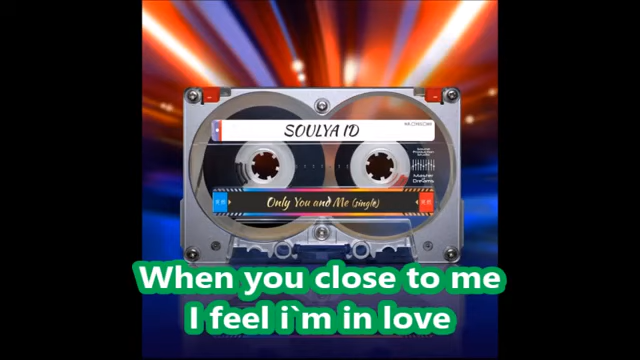 SOULYA ID
Only You and Me (single)
When you close to me
I feel i`m in love